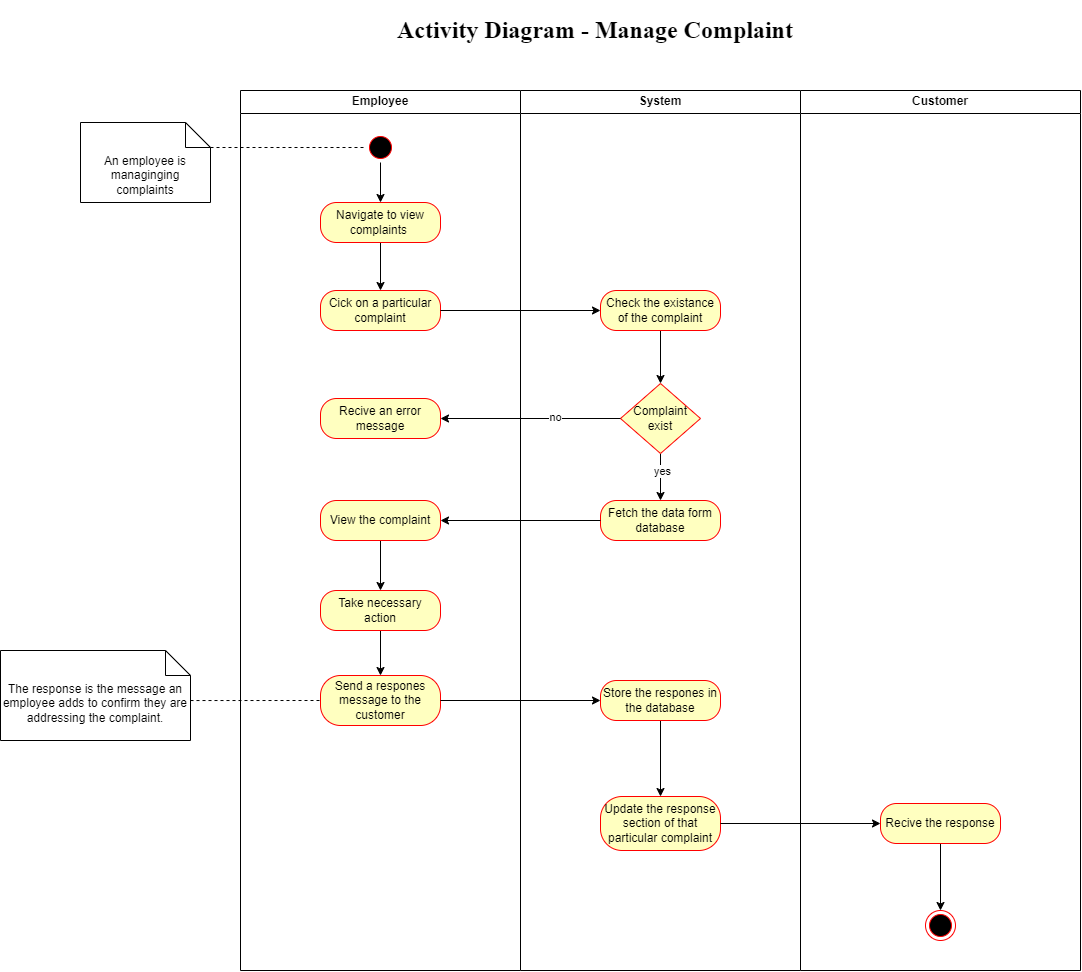 Activity Diagram - Manage Complaint
Employee
System
Customer
An employee is
managinging
complaints
Navigate to view
complaints
Cick on a particular
complaint
Check the existance
of the complaint
Recive an error
message
no
Complaint
exist
yes
View the complaint
Fetch the data form
database
Take necessary
action
The response is the message an
employee adds to confirm they are
addressing the complaint.
Send a respones
message to the
customer
Store the respones in
the database
Update the response
section of that
particular complaint
Recive the response